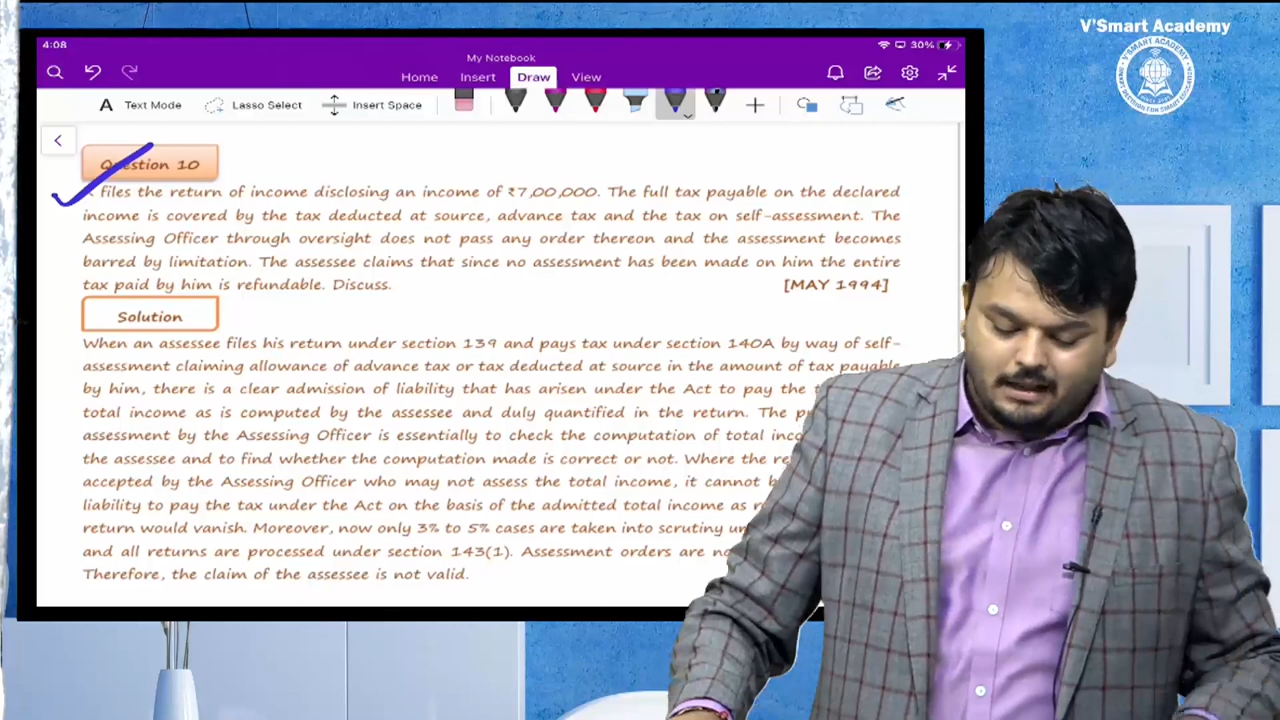 V'Smart Academy
4:08
30%
My Notebook
Home Insert Draw View
Text Mode Lasso Select Insert Space
Question 10
files the return of income disclosing an income of ₹7,00,000. The full tax payable on the declared
income is covered by the tax deducted at source, advance tax and the tax on self-assessment. The
Assessing Officer through oversight does not pass any order thereon and the assessment becomes
barred by limitation. The assessee claims that since no assessment has been made on him the entire
tax paid by him is refundable. Discuss. [MAY 1994]
Solution
When an assessee files his return under section 139 and pays tax under section 140A by way of self-
assessment claiming allowance of advance tax or tax deducted at source in the amount of tax payable
by him, there is a clear admission of liability that has arisen under the Act to pay the
total income as is computed by the assessee and duly quantified in the return. The
assessment by the Assessing Officer is essentially to check the computation of total
the assessee and to find whether the computation made is correct or not. Where the
accepted by the Assessing Officer who may not assess the total income, it cannot
liability to pay the tax under the Act on the basis of the admitted total income as
return would vanish. Moreover, now only 3% to 5% cases are taken into scrutiny
and all returns are processed under section 143(1). Assessment orders are
Therefore, the claim of the assessee is not valid.